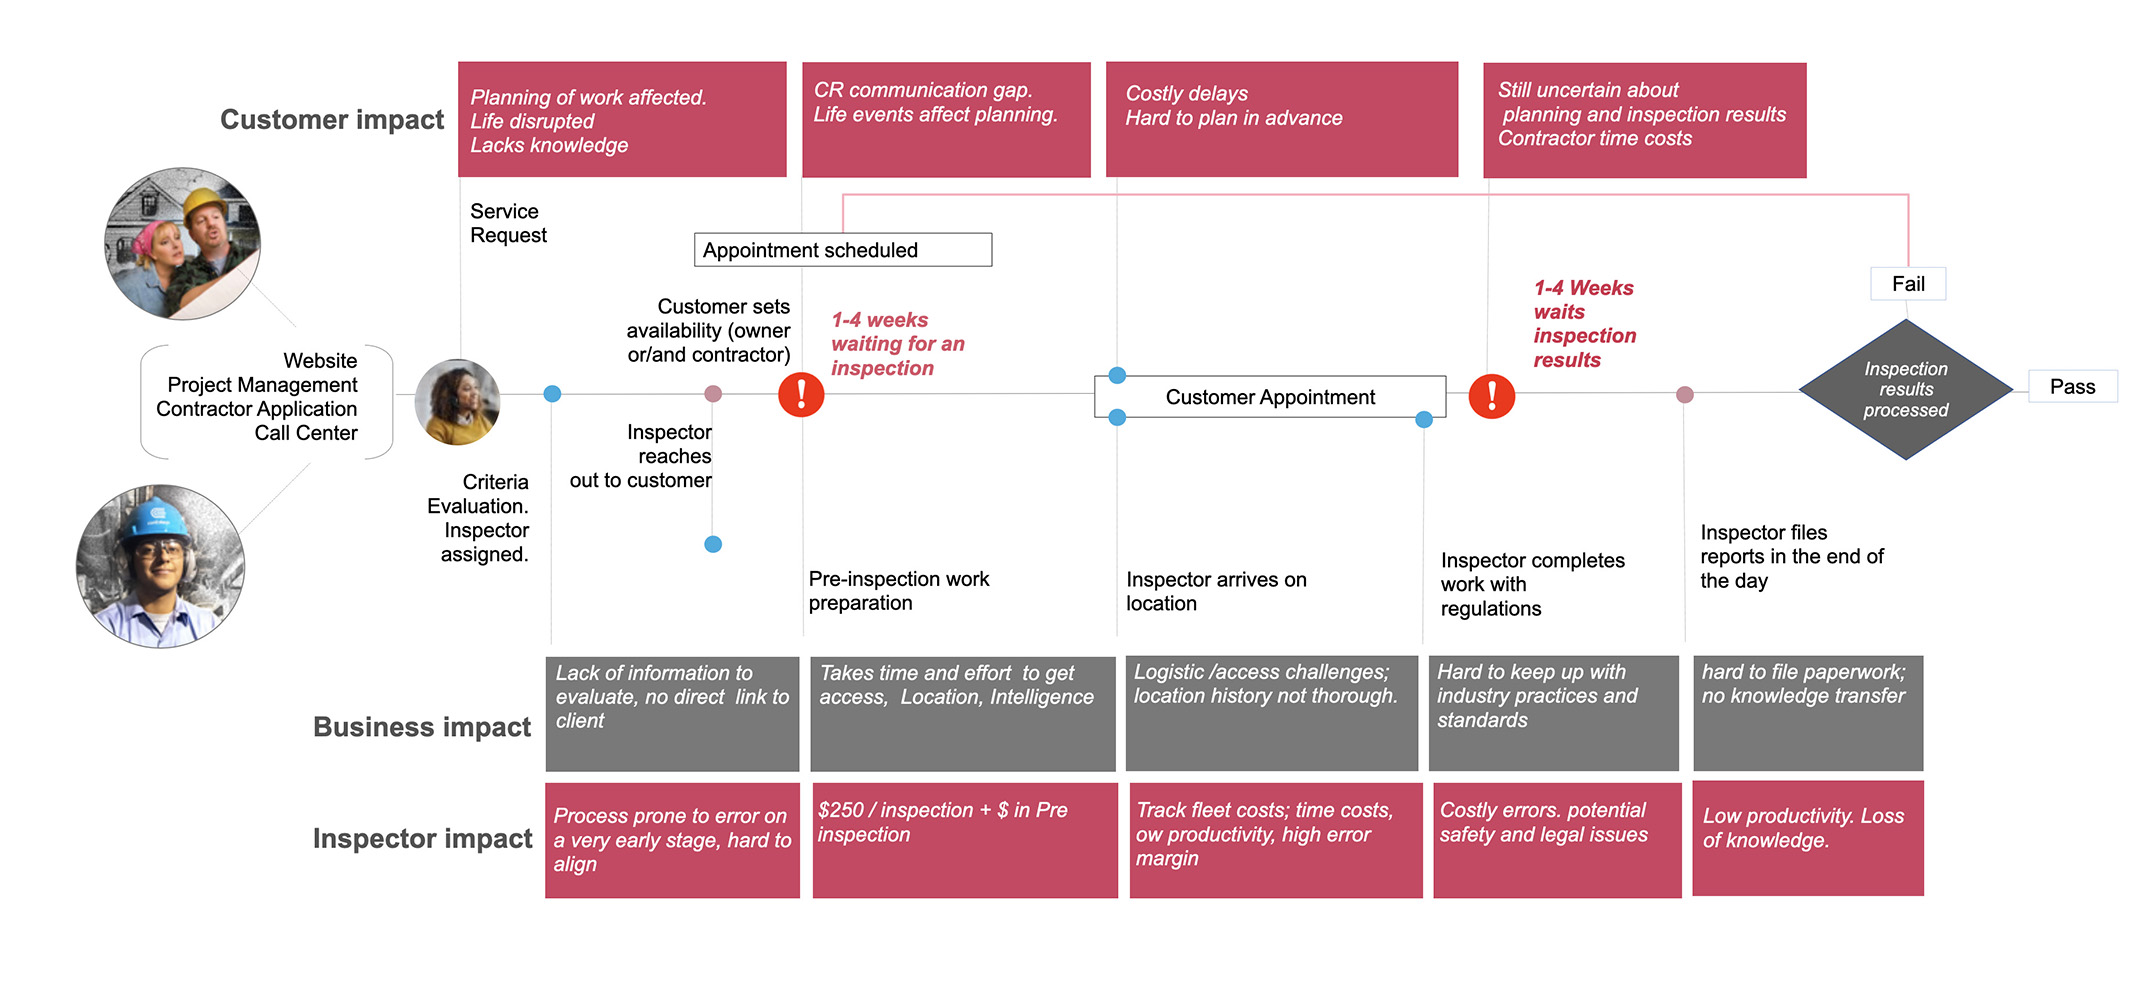 Customer impact
Planning of work affected.
Life disrupted
Lacks knowledge
CR communication gap.
Life events affect planning.
Costly delays
Hard to plan in advance
Still uncertain about
planning and inspection results
Contractor time costs
Service
Request
Appointment scheduled
Fail
Customer sets
availability (owner
or/and contractor)
1-4 weeks
waiting for an
inspection
1-4 Weeks
waits
inspection
results
Website
Project Management
Contractor Application
Call Center
Customer Appointment
Inspection
results
processed
Pass
Inspector
reaches
out to customer
Criteria
Evaluation.
Inspector
assigned.
Pre-inspection work
preparation
Inspector arrives on
location
Inspector completes
work with
regulations
Inspector files
reports in the end of
the day
Business impact
Lack of information to
evaluate, no direct link to
client
Takes time and effort to get
access, Location, Intelligence
Logistic /access challenges;
location history not thorough.
Hard to keep up with
industry practices and
standards
hard to file paperwork;
no knowledge transfer
Inspector impact
Process prone to error on
a very early stage, hard to
align
$250 / inspection + $ in Pre
inspection
Track fleet costs; time costs,
ow productivity, high error
margin
Costly errors. potential
safety and legal issues
Low productivity. Loss
of knowledge.